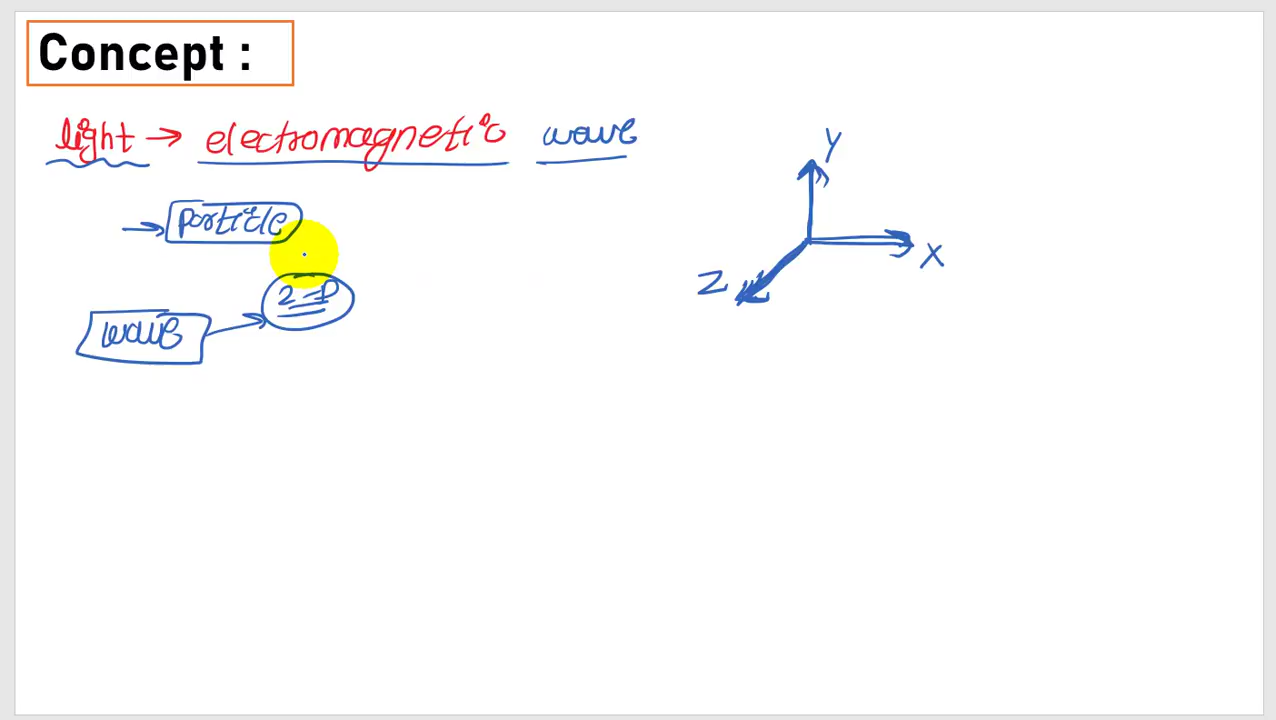 Concept :
light → electromagnetic wave
→ particle
2-P
wave
Y
X
Z